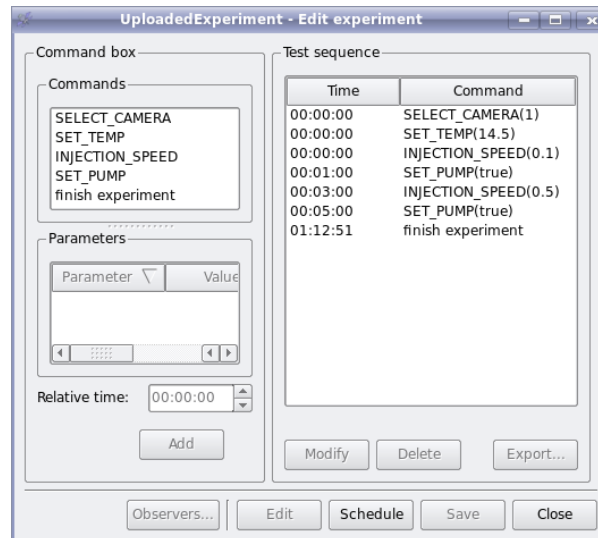 UploadedExperiment - Edit experiment
Command box
Commands
SELECT_CAMERA
SET_TEMP
INJECTION_SPEED
SET_PUMP
finish experiment
Parameters
Parameter Value
Relative time: 00:00:00
Add
Test sequence
Time Command
00:00:00 SELECT_CAMERA(1)
00:00:00 SET_TEMP(14.5)
00:00:00 INJECTION_SPEED(0.1)
00:01:00 SET_PUMP(true)
00:03:00 INJECTION_SPEED(0.5)
00:05:00 SET_PUMP(true)
01:12:51 finish experiment
Modify Delete Export...
Observers... Edit Schedule Save Close